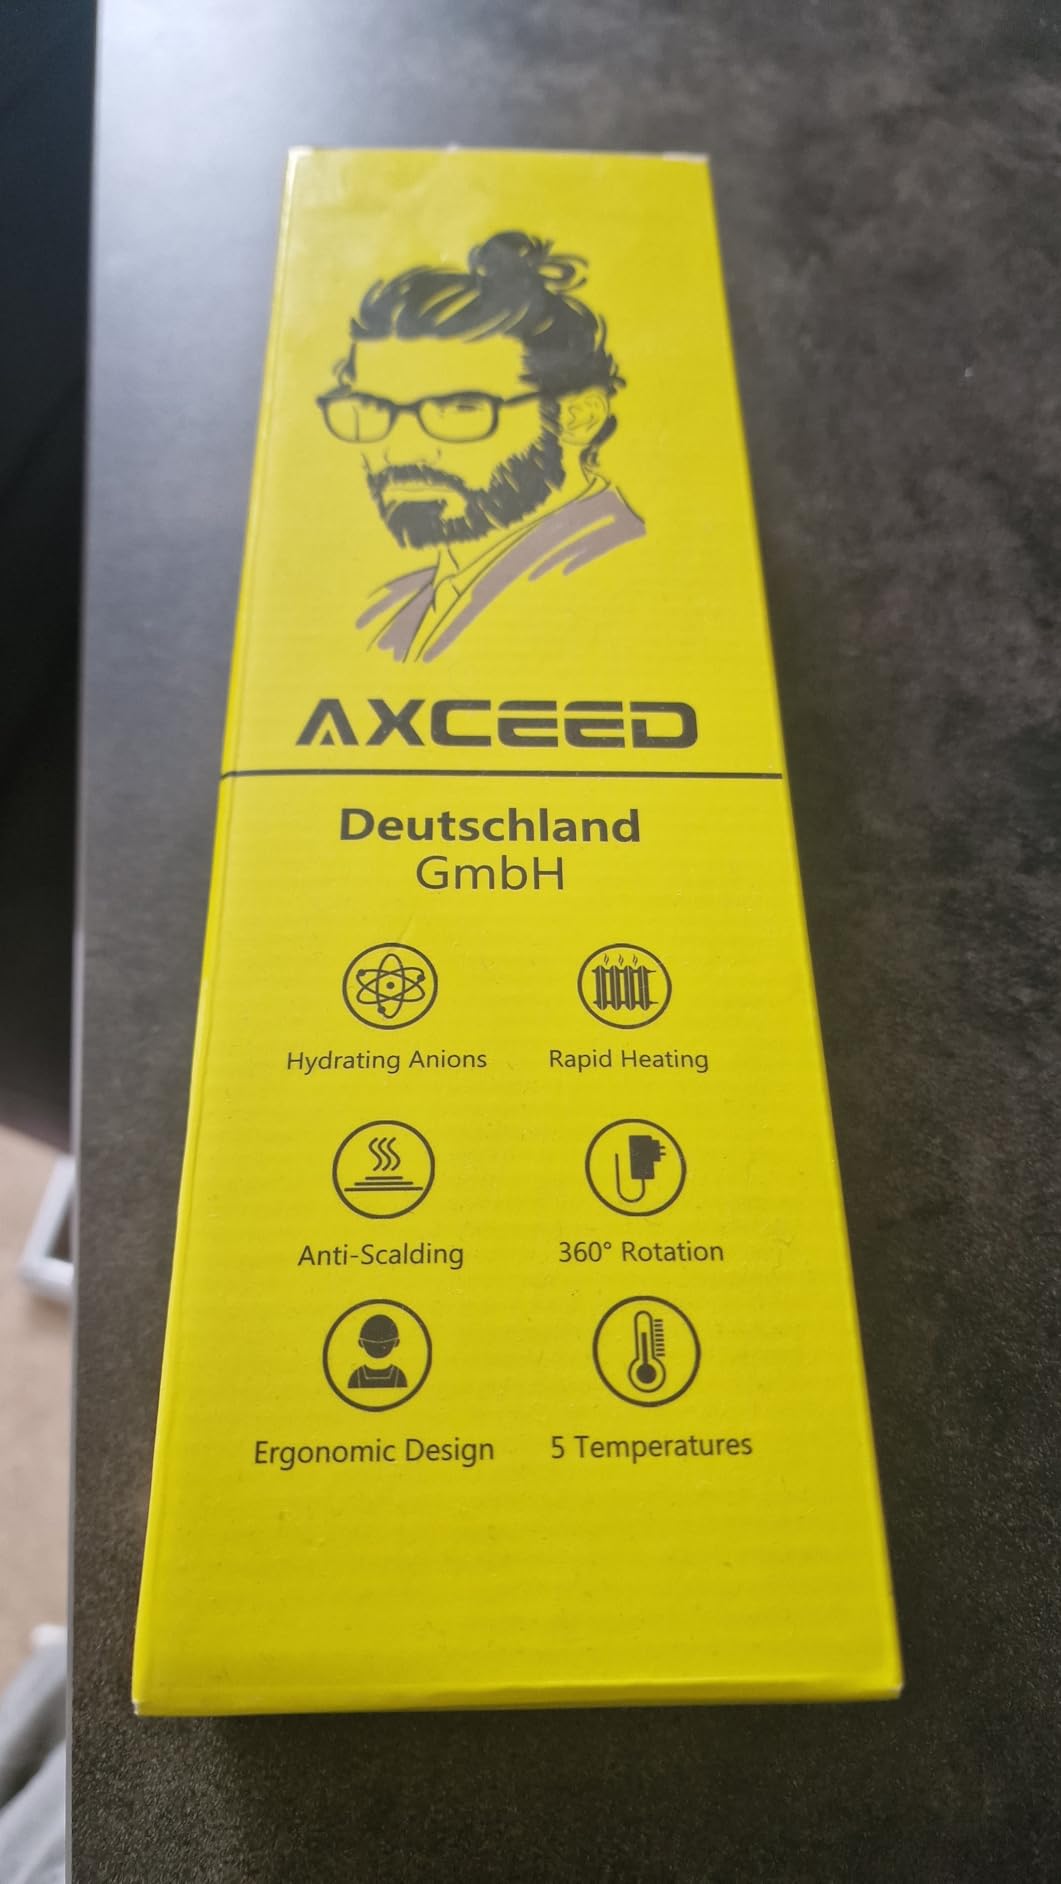 AXCEED
Deutschland
GmbH
Hydrating Anions
Rapid Heating
Anti-Scalding
360° Rotation
Ergonomic Design
5 Temperatures